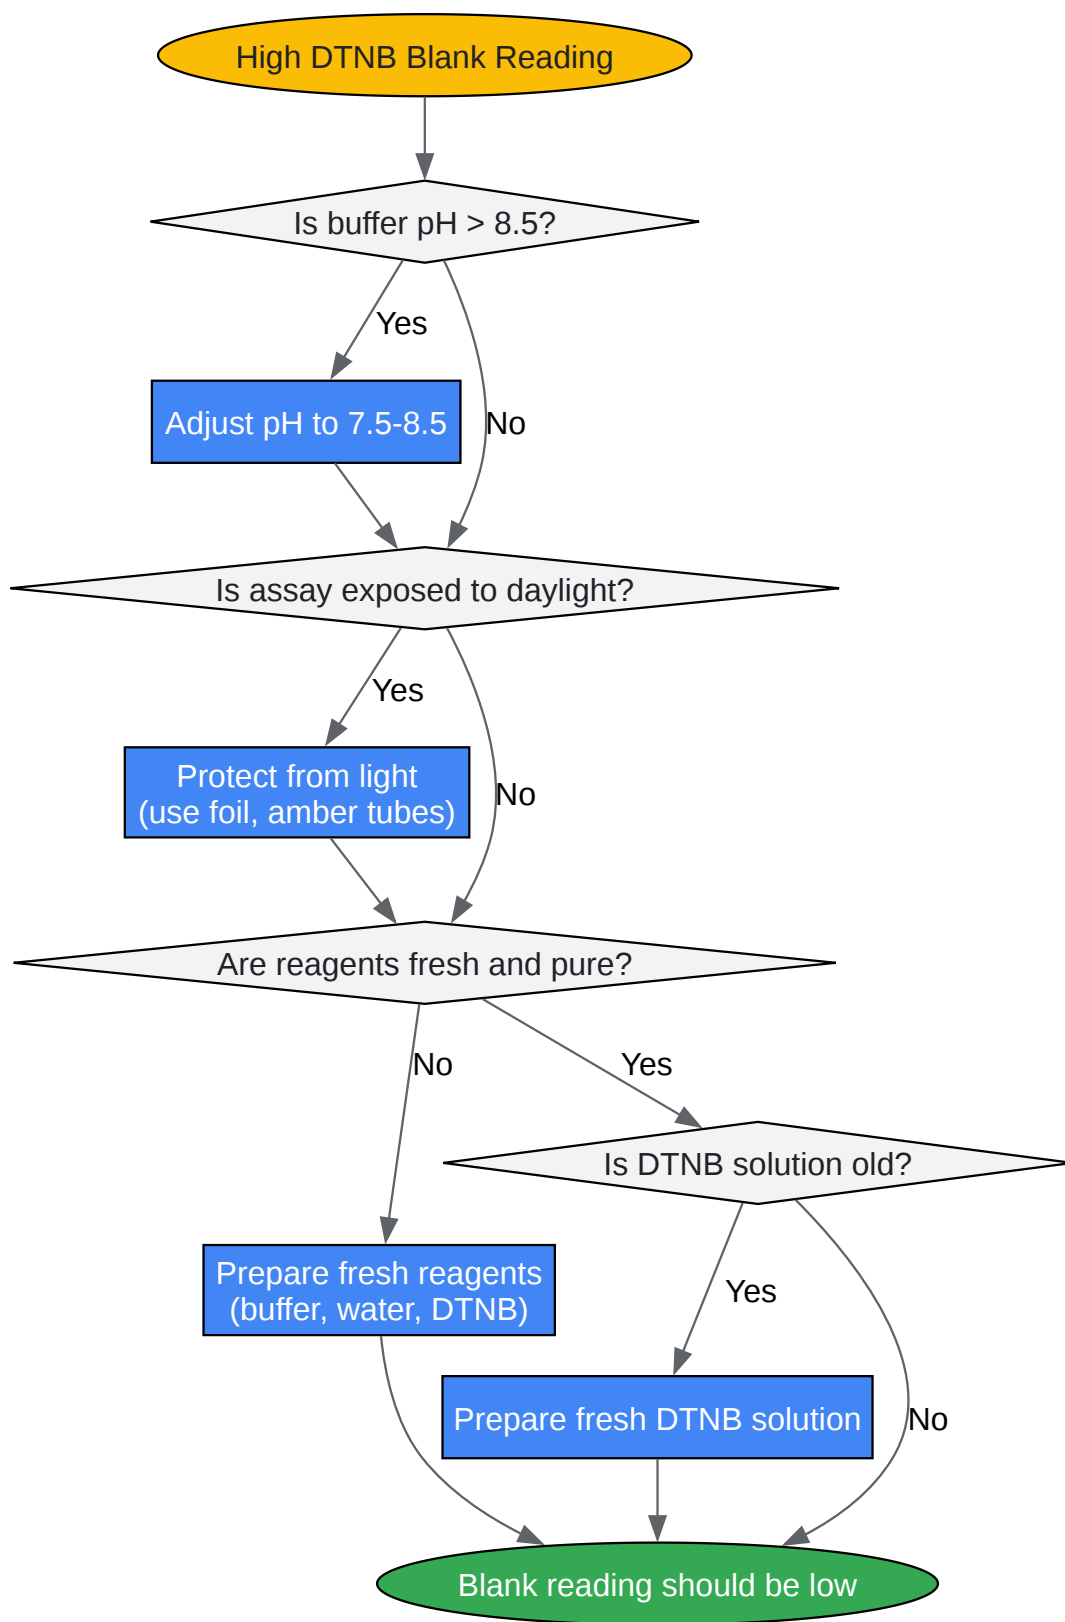 High DTNB Blank Reading
Is buffer pH > 8.5?
Yes
Adjust pH to 7.5-8.5
No
Is assay exposed to daylight?
Yes
Protect from light
(use foil, amber tubes)
No
Are reagents fresh and pure?
No
Yes
Is DTNB solution old?
Prepare fresh reagents
(buffer, water, DTNB)
Yes
Prepare fresh DTNB solution
No
Blank reading should be low